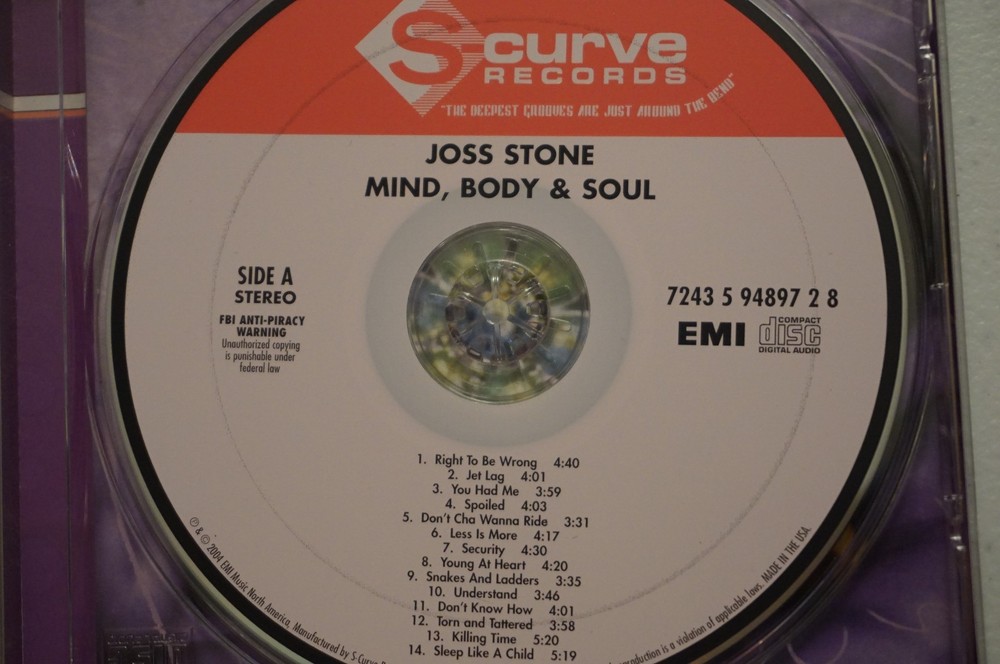 S curve
RECORDS
"THE DEEPEST GROOVES ARE JUST AROUND THE BEND"
JOSS STONE
MIND, BODY & SOUL
SIDE A
STEREO
FBI ANTI-PIRACY
WARNING
Unauthorized copying
is punishable under
federal law
7243 5 94897 2 8
EMI
COMPACT
disc
DIGITAL AUDIO
1. Right To Be Wrong 4:40
2. Jet Lag 4:01
3. You Had Me 3:59
4. Spoiled 4:03
5. Don't Cha Wanna Ride 3:31
6. Less Is More 4:17
7. Security 4:30
8. Young At Heart 4:20
9. Snakes And Ladders 3:35
10. Understand 3:46
11. Don't Know How 4:01
12. Torn and Tattered 3:58
13. Killing Time 5:20
14. Sleep Like A Child 5:19
℗ & © 2004 EMI Music North America. Manufactured by S-Curve
is a violation of applicable laws. MADE IN THE USA.